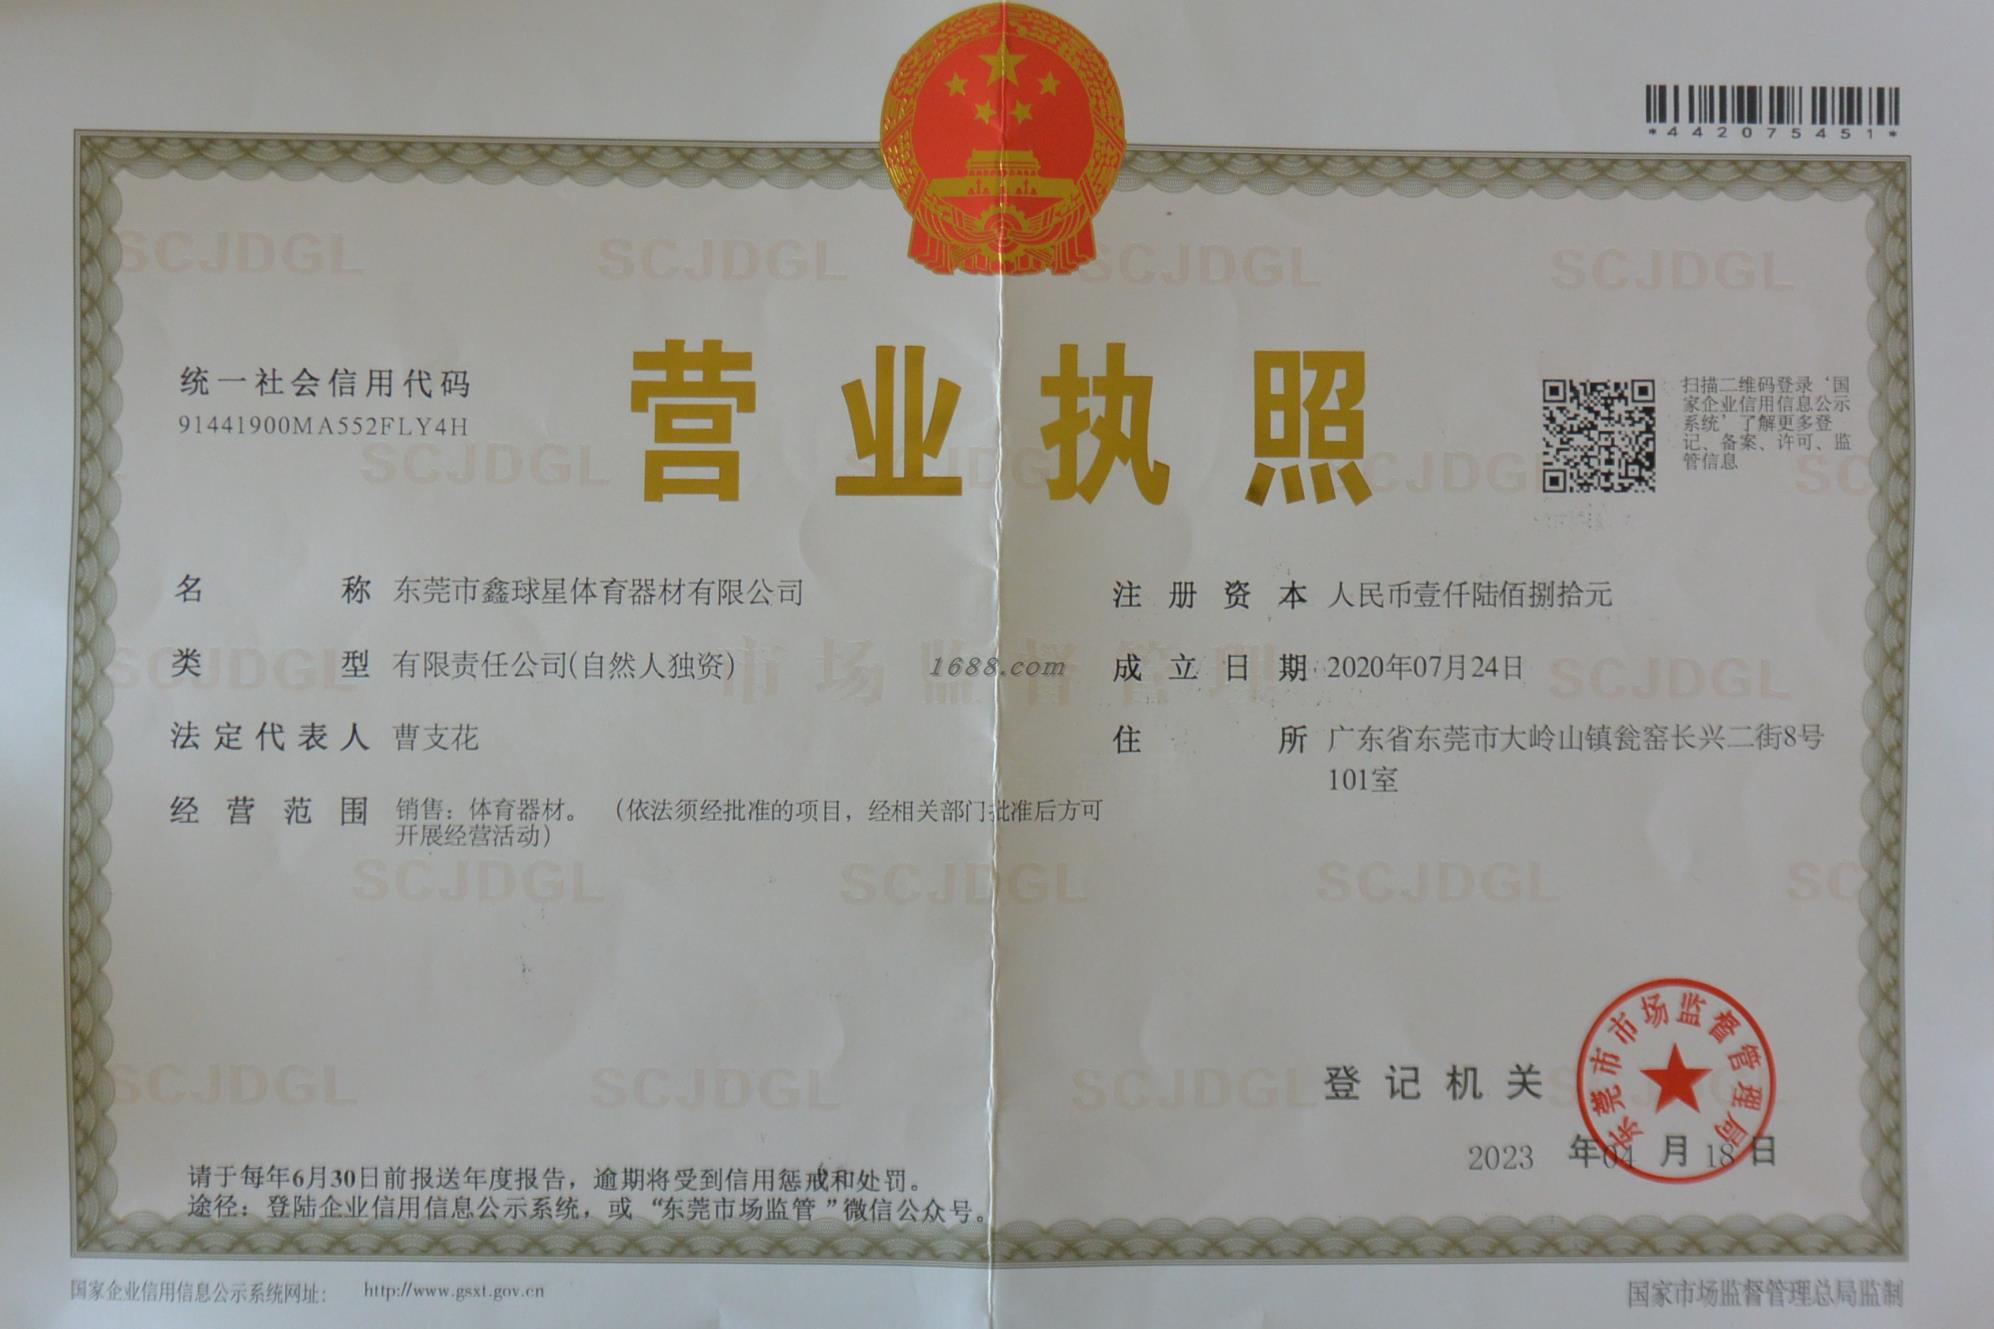 *442075451*
营业执照
统一社会信用代码
91441900MA552FLY4H
扫描二维码登录‘国
家企业信用信息公示
系统’了解更多登
记、备案、许可、监
管信息
名称 东莞市鑫球星体育器材有限公司
类型 有限责任公司(自然人独资)
法定代表人 曹支花
经营范围 销售：体育器材。（依法须经批准的项目，经相关部门批准后方可
开展经营活动）
注册资本 人民币壹仟陆佰捌拾元
成立日期 2020年07月24日
住所 广东省东莞市大岭山镇瓮窑长兴二街8号
101室
1688.com
市场监督管理
SCJDGL
登记机关
东莞市市场监督管理局
2023 年04 月18日
请于每年6月30日前报送年度报告，逾期将受到信用惩戒和处罚。
途径：登陆企业信用信息公示系统，或“东莞市场监管”微信公众号。
国家企业信用信息公示系统网址： http://www.gsxt.gov.cn
国家市场监督管理总局监制